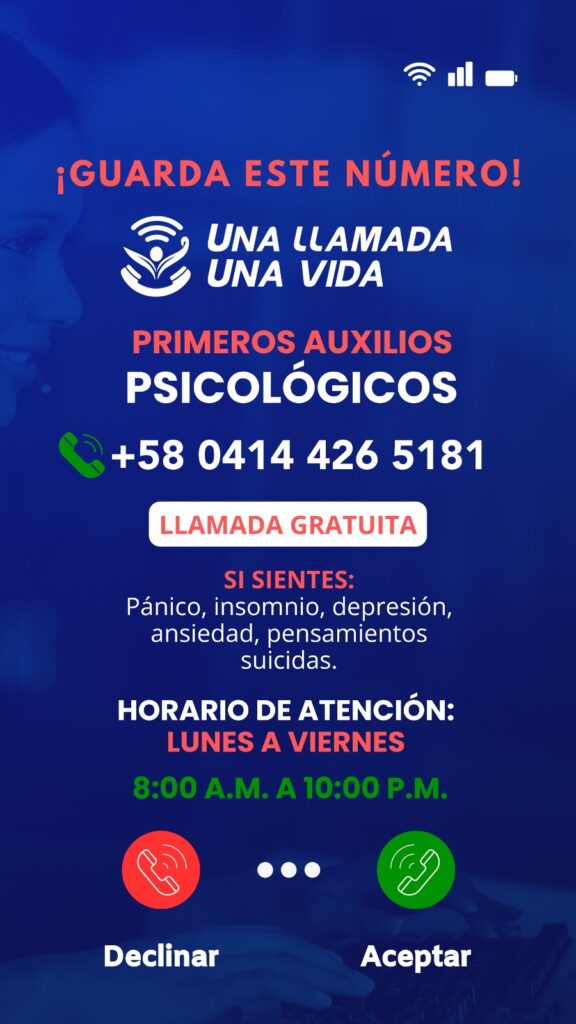 ¡GUARDA ESTE NÚMERO!
UNA LLAMADA
UNA VIDA
PRIMEROS AUXILIOS
PSICOLÓGICOS
+58 0414 426 5181
LLAMADA GRATUITA
SI SIENTES:
Pánico, insomnio, depresión,
ansiedad, pensamientos
suicidas.
HORARIO DE ATENCIÓN:
LUNES A VIERNES
8:00 A.M. A 10:00 P.M.
Declinar
Aceptar